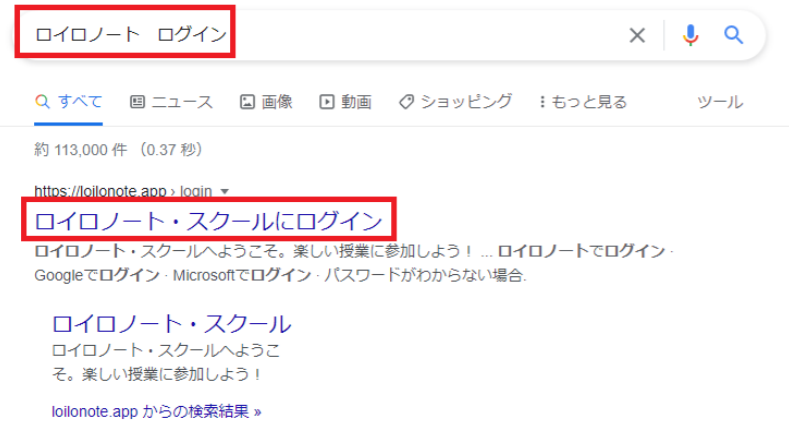 ロイロノート　ログイン
すべて ニュース 画像 動画 ショッピング もっと見る ツール
約 113,000 件 （0.37 秒）
https://loilonote.app › login
ロイロノート・スクールにログイン
ロイロノート・スクールへようこそ。楽しい授業に参加しよう！ ... ロイロノートでログイン ·
Googleでログイン · Microsoftでログイン · パスワードがわからない場合.
ロイロノート・スクール
ロイロノート・スクールへようこ
そ。楽しい授業に参加しよう！
loilonote.app からの検索結果 »